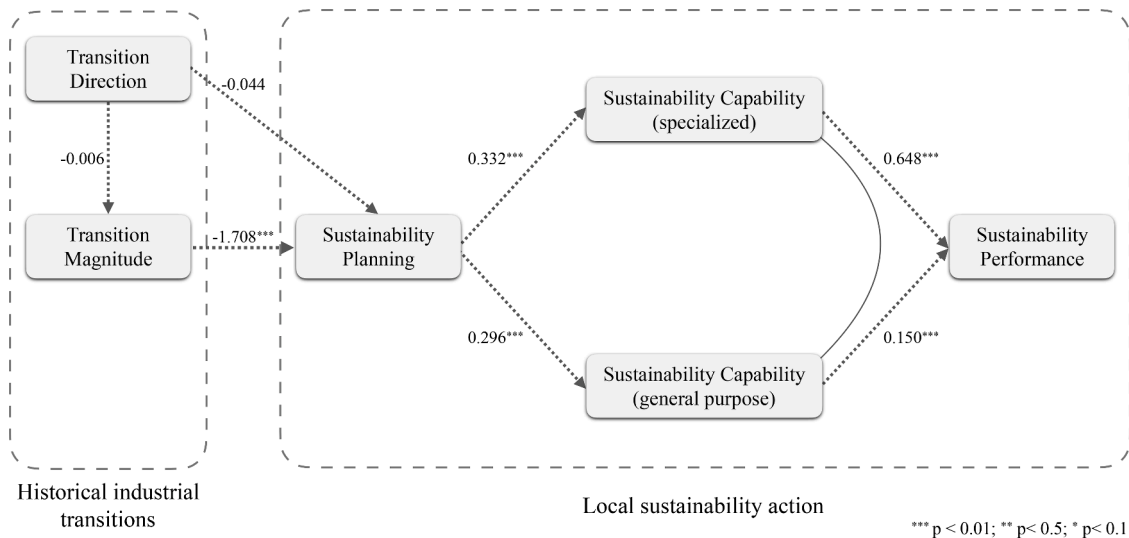 Transition
Direction
-0.044
Sustainability Capability
(specialized)
-0.006
0.332***
0.648***
Transition
Magnitude
-1.708***
Sustainability
Planning
Sustainability
Performance
0.296***
0.150***
Sustainability Capability
(general purpose)
Historical industrial
transitions
Local sustainability action
*** p < 0.01; ** p< 0.5; * p< 0.1